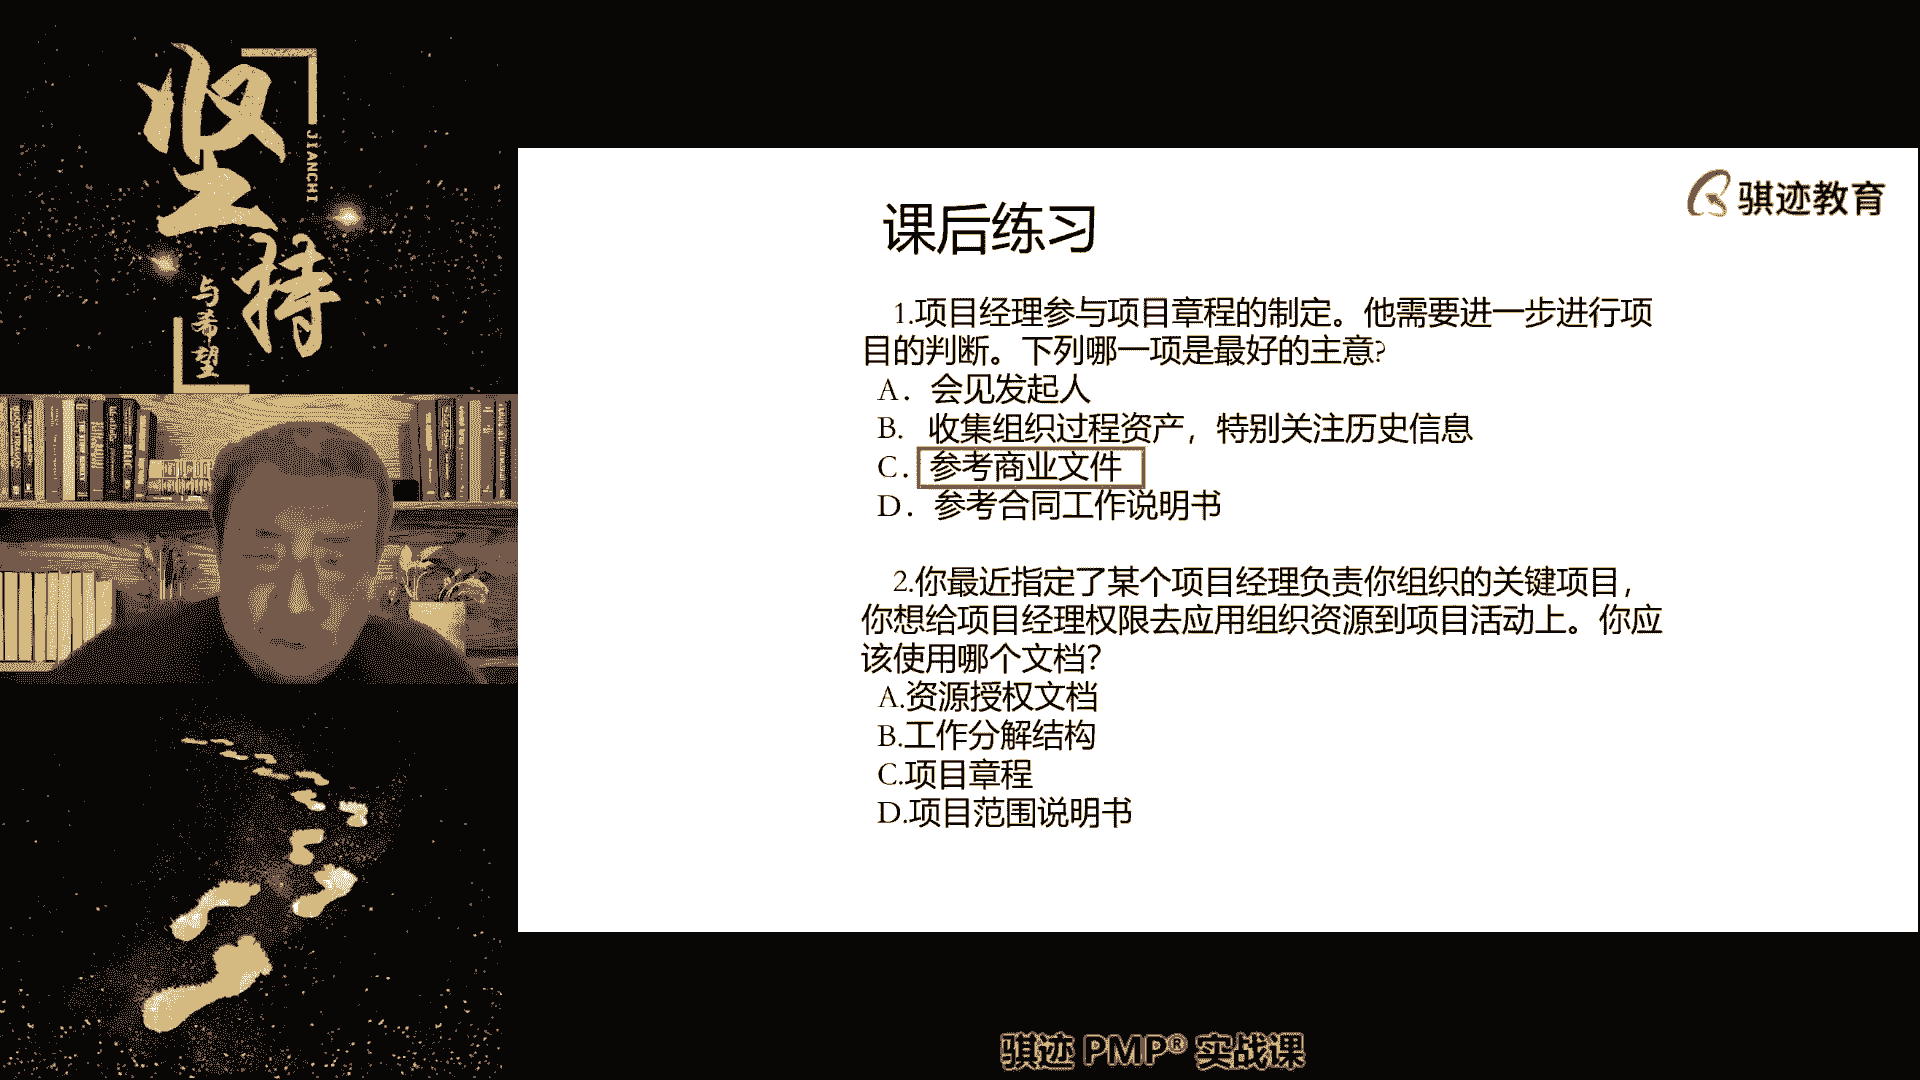 坚持
JIANCHI
与希望
骐迹教育
课后练习
1.项目经理参与项目章程的制定。他需要进一步进行项
目的判断。下列哪一项是最好的主意?
A．会见发起人
B. 收集组织过程资产，特别关注历史信息
C．参考商业文件
D．参考合同工作说明书
2.你最近指定了某个项目经理负责你组织的关键项目，
你想给项目经理权限去应用组织资源到项目活动上。你应
该使用哪个文档？
A.资源授权文档
B.工作分解结构
C.项目章程
D.项目范围说明书
骐迹 PMP® 实战课